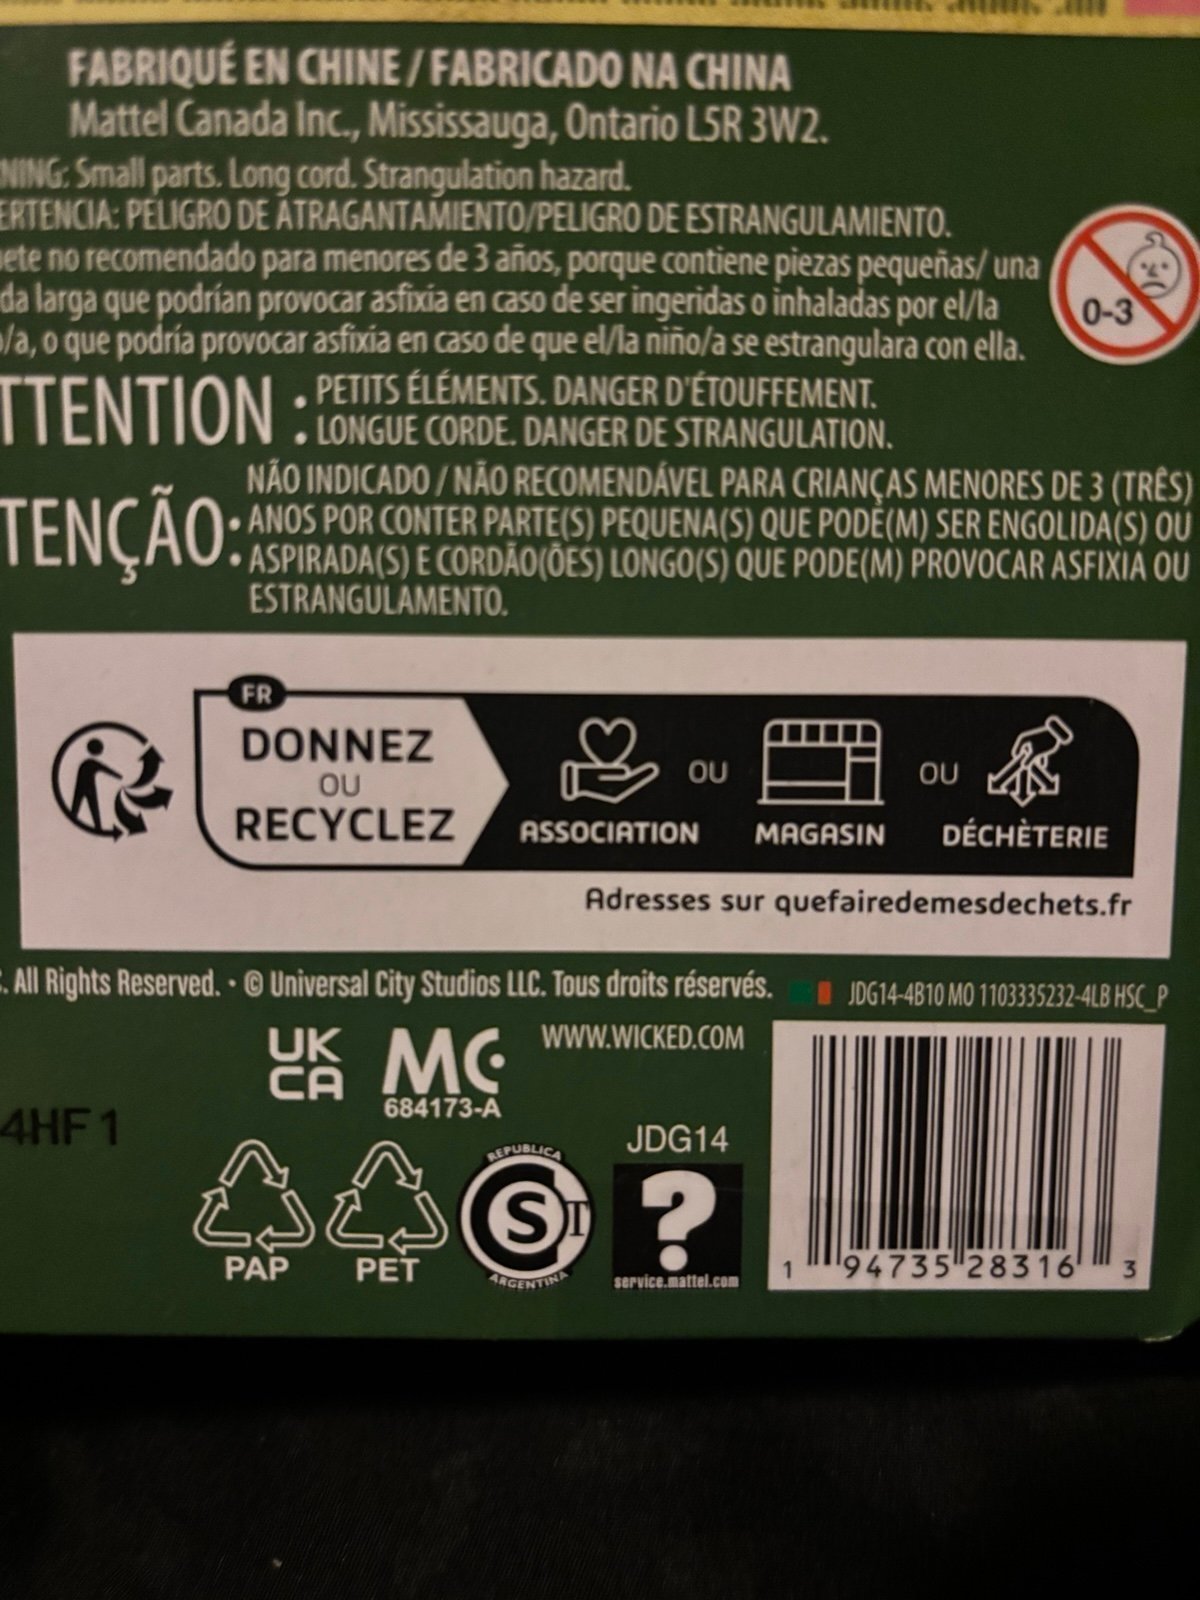 FABRIQUÉ EN CHINE / FABRICADO NA CHINA
Mattel Canada Inc., Mississauga, Ontario L5R 3W2.
NING: Small parts. Long cord. Strangulation hazard.
ERTENCIA: PELIGRO DE ATRAGANTAMIENTO/PELIGRO DE ESTRANGULAMIENTO.
ete no recomendado para menores de 3 años, porque contiene piezas pequeñas/ una
da larga que podrían provocar asfixia en caso de ser ingeridas o inhaladas por el/la
o/a, o que podría provocar asfixia en caso de que el/la niño/a se estrangulara con ella.
0-3
TTENTION : PETITS ÉLÉMENTS. DANGER D'ÉTOUFFEMENT.
LONGUE CORDE. DANGER DE STRANGULATION.
TENÇÃO: NÃO INDICADO / NÃO RECOMENDÁVEL PARA CRIANÇAS MENORES DE 3 (TRÊS)
ANOS POR CONTER PARTE(S) PEQUENA(S) QUE PODE(M) SER ENGOLIDA(S) OU
ASPIRADA(S) E CORDÃO(ÕES) LONGO(S) QUE PODE(M) PROVOCAR ASFIXIA OU
ESTRANGULAMENTO.
FR
DONNEZ
OU
RECYCLEZ
ASSOCIATION OU MAGASIN OU DÉCHÈTERIE
Adresses sur quefairedemesdechets.fr
. All Rights Reserved. • © Universal City Studios LLC. Tous droits réservés.
JDG14-4B10 MO 1103335232-4LB HSC_P
UK
CA
MC
684173-A
WWW.WICKED.COM
4HF 1
JDG14
PAP
PET
REPUBLICA
S T
ARGENTINA
?
service.mattel.com
1 94735 28316 3